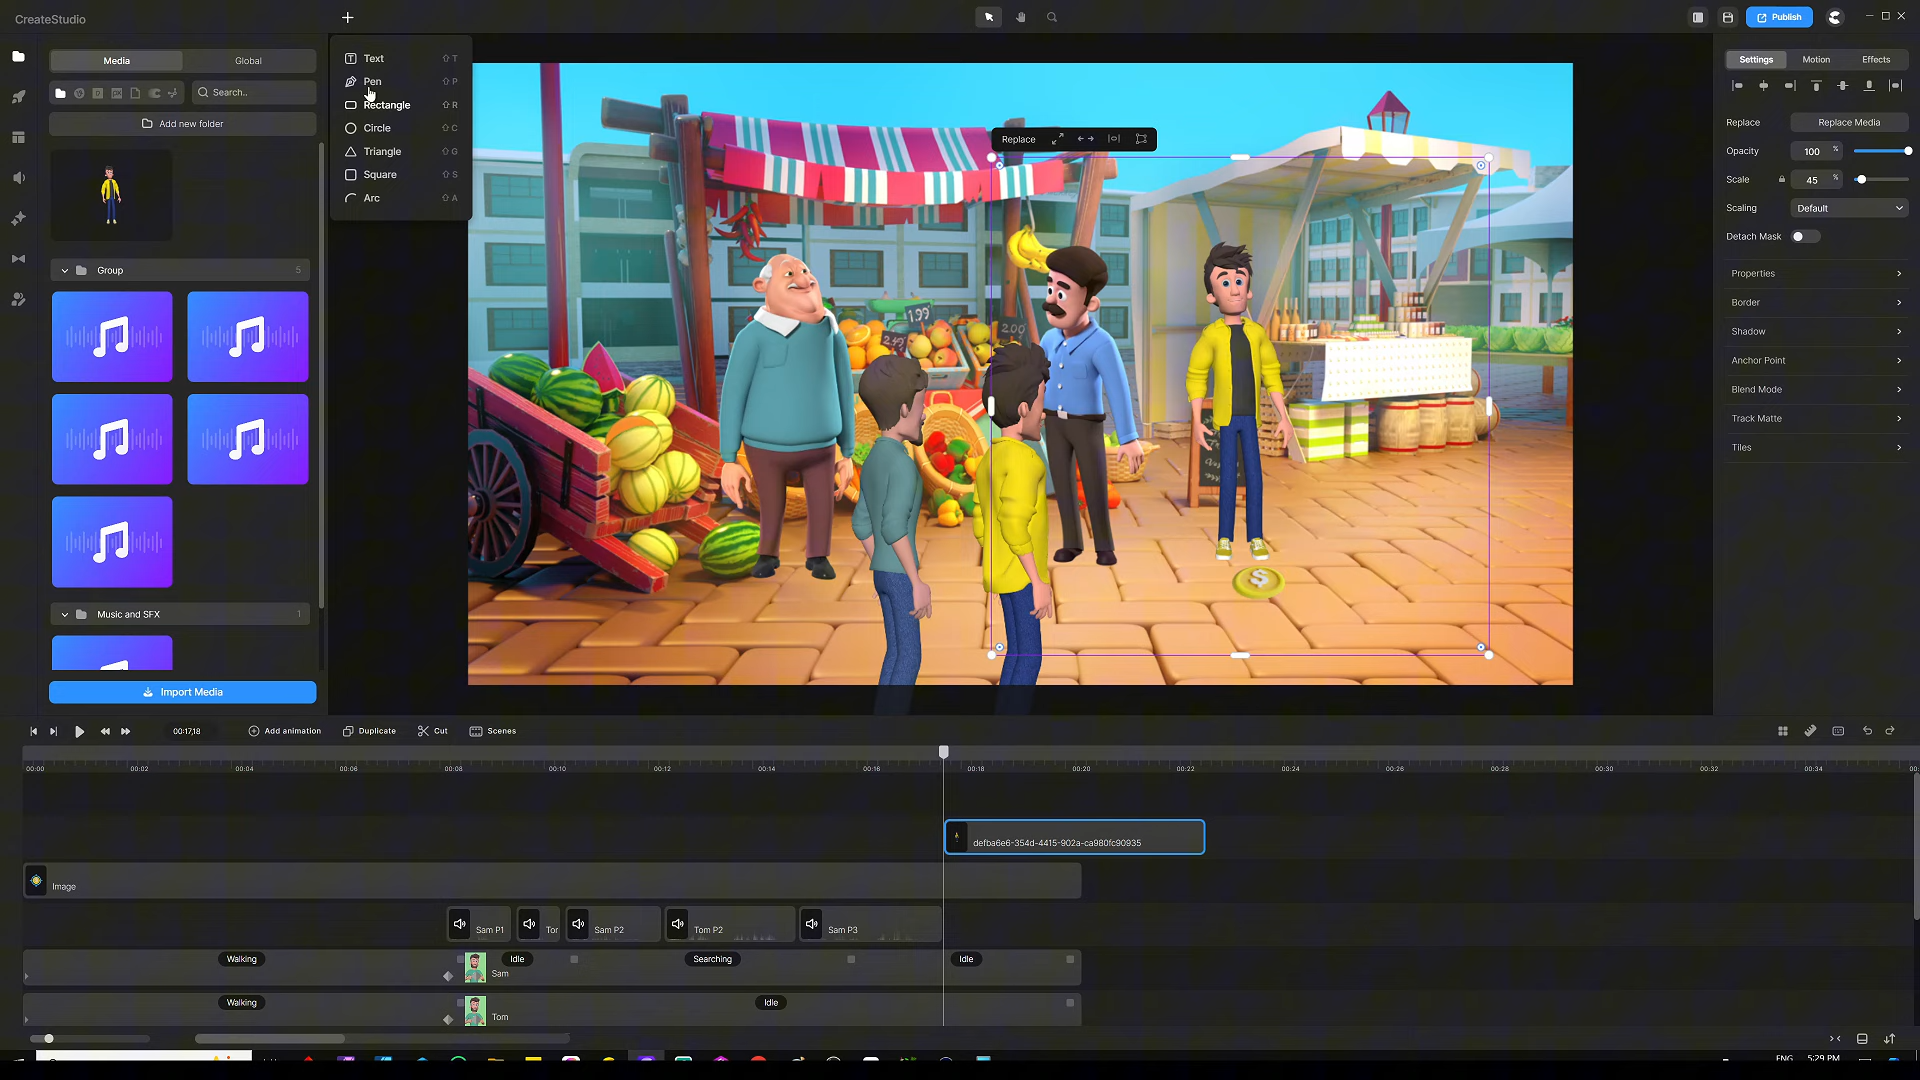 CreateStudio
Publish
Media
Global
Search..
Add new folder
Group
5
Music and SFX
1
Import Media
Text
T
Pen
P
Rectangle
R
Circle
C
Triangle
G
Square
S
Arc
A
Replace
1.99
2.49
2.00
$
Settings
Motion
Effects
Replace
Replace Media
Opacity
100
%
Scale
45
%
Scaling
Default
Detach Mask
Properties
Border
Shadow
Anchor Point
Blend Mode
Track Matte
Tiles
00:17,18
Add animation
Duplicate
Cut
Scenes
00:00
00:02
00:04
00:06
00:08
00:10
00:12
00:14
00:16
00:18
00:20
00:22
00:24
00:26
00:28
00:30
00:32
00:34
defba6e6-354d-4415-902a-ca980fc90935
Image
Sam P1
Tor
Sam P2
Tom P2
Sam P3
Walking
Idle
Searching
Idle
Sam
Walking
Idle
Tom
ENG
5:29 PM